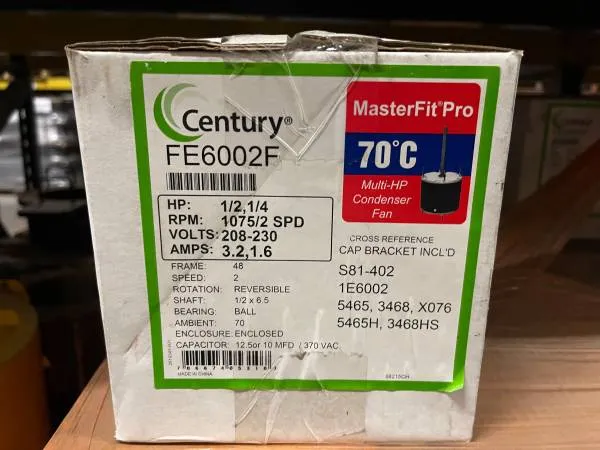 Century®
FE6002F
MasterFit® Pro
70°C
Multi-HP
Condenser
Fan
HP: 1/2,1/4
RPM: 1075/2 SPD
VOLTS: 208-230
AMPS: 3.2,1.6
FRAME: 48
SPEED: 2
ROTATION: REVERSIBLE
SHAFT: 1/2 x 6.5
BEARING: BALL
AMBIENT: 70
ENCLOSURE: ENCLOSED
CAPACITOR: 12.5or 10 MFD / 370 VAC
CROSS REFERENCE
CAP BRACKET INCL'D
S81-402
1E6002
5465, 3468, X076
5465H, 3468HS
MADE IN CHINA